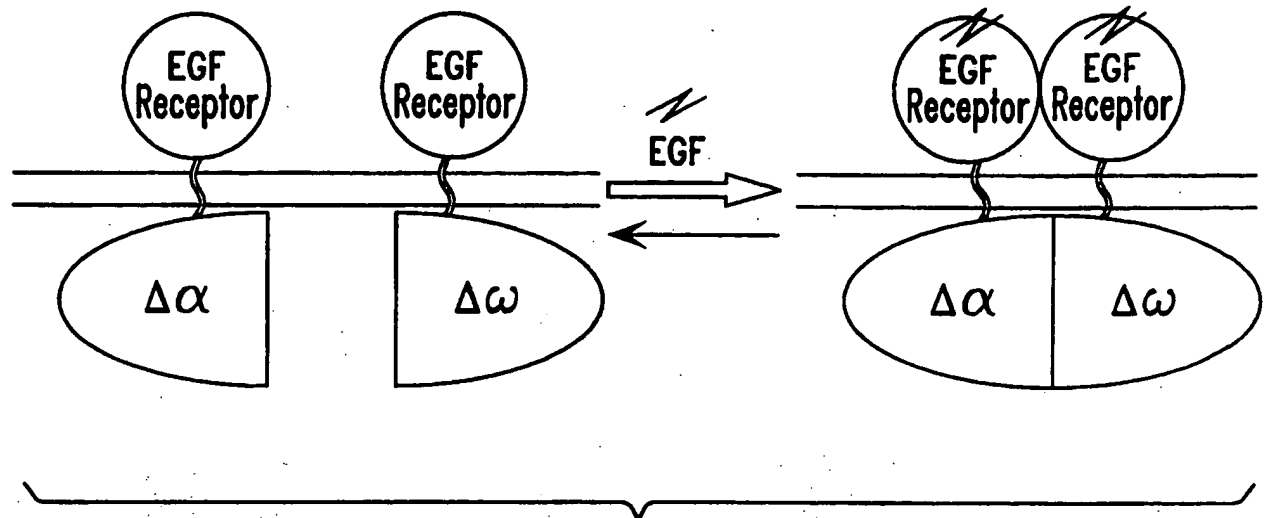 EGF
Receptor
EGF
Receptor
EGF
EGF
Receptor
EGF
Receptor
Δα
Δω
Δα
Δω